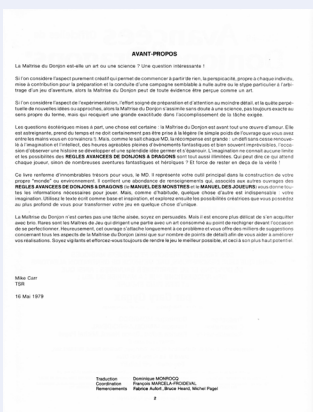 AVANT-PROPOS
La Maîtrise du Donjon est-elle un art ou une science ? Une question intéressante !
Si l'on considère l'aspect purement créatif qui permet de commencer à partir de rien, la perspicacité, propre à chaque individu,
mise à contribution pour la préparation et la conduite d'une campagne semblable à nulle autre ou le style particulier à l'arbi-
trage d'un jeu d'aventure, alors la Maîtrise du Donjon peut de toute évidence être perçue comme un art.
Si l'on considère l'aspect de l'expérimentation, l'effort soigné de préparation et d'attention au moindre détail, et la quête perpé-
tuelle de nouvelles idées ou approches, alors la Maîtrise du Donjon s'assimile sans doute à une science, pas toujours exacte au
sens propre du terme, mais qui requiert une grande exactitude dans l'accomplissement de la tâche exigée.
Les questions ésotériques mises à part, une chose est certaine : la Maîtrise du Donjon est avant tout une œuvre d'amour. Elle
est astreignante, prend du temps et ne doit certainement pas être prise à la légère (le simple poids de l'ouvrage que vous avez
entre les mains vous en convaincra !). Mais, comme le sait chaque MD, la récompense est grande : un défi sans cesse renouve-
lé à l'imagination et l'intellect, des heures agréables pleines d'événements fantastiques et bien souvent imprévisibles, l'occa-
sion d'observer une histoire se développer et une splendide idée germer et s'épanouir. L'imagination ne connaît aucune limite
et les possibilités des REGLES AVANCEES DE DONJONS & DRAGONS sont tout aussi illimitées. Qui peut dire ce qui attend
chaque joueur, sinon de nombreuses aventures fantastiques et héroïques ? Et force de rester en deçà de la vérité !
Ce livre renferme d'innombrables trésors pour vous, le MD. Il représente votre outil principal dans la construction de votre
propre "monde" ou environnement. Il contient une abondance de renseignements qui, associés aux autres ouvrages des
REGLES AVANCEES DE DONJONS & DRAGONS (le MANUEL DES MONSTRES et le MANUEL DES JOUEURS) vous donne tou-
tes les informations nécessaires pour jouer. Mais, comme d'habitude, quelque chose d'autre est indispensable : votre
imagination. Utilisez le texte écrit comme base et inspiration, et explorez ensuite les possibilités créatrices que vous possédez
au plus profond de vous pour transformer votre jeu en quelque chose d'unique.
La Maîtrise du Donjon n'est certes pas une tâche aisée, soyez en persuadés. Mais il est encore plus délicat de s'en acquitter
avec brio. Rares sont les Maîtres de Jeu qui dirigent une partie avec un art consommé au point de rechigner devant l'occasion
de se perfectionner. Heureusement, cet ouvrage s'attache longuement à ce problème et vous offre des milliers de suggestions
concernant tous les aspects de la Maîtrise du Donjon (ainsi que sur nombre de points de détail) afin de vous aider à améliorer
vos réalisations. Soyez vigilants et efforcez-vous toujours de rendre le jeu le meilleur possible, et ceci à son plus haut potentiel.
Mike Carr
TSR
16 Mai 1979
Traduction Dominique MONROCQ
Coordination François MARCELA-FROIDEVAL
Remerciements Fabrice Aufort, Bruce Heard, Michel Pagel
2